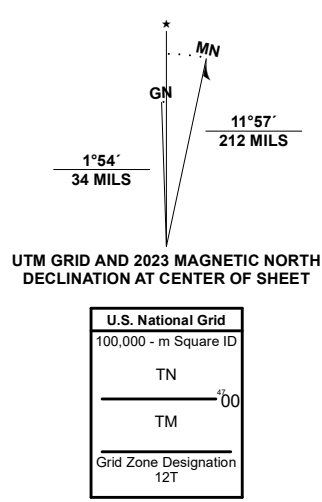 ★
MN
GN
11°57´
212 MILS
1°54´
34 MILS
UTM GRID AND 2023 MAGNETIC NORTH
DECLINATION AT CENTER OF SHEET
U.S. National Grid
100,000 - m Square ID
TN
4700
TM
Grid Zone Designation
12T